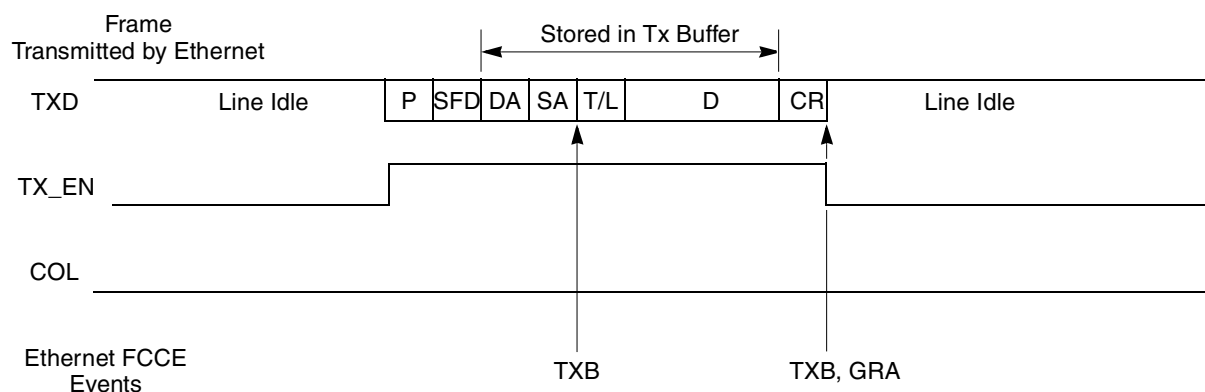 Frame
Transmitted by Ethernet
Stored in Tx Buffer
TXD
Line Idle
P
SFD
DA
SA
T/L
D
CR
Line Idle
TX_EN
COL
Ethernet FCCE
Events
TXB
TXB, GRA